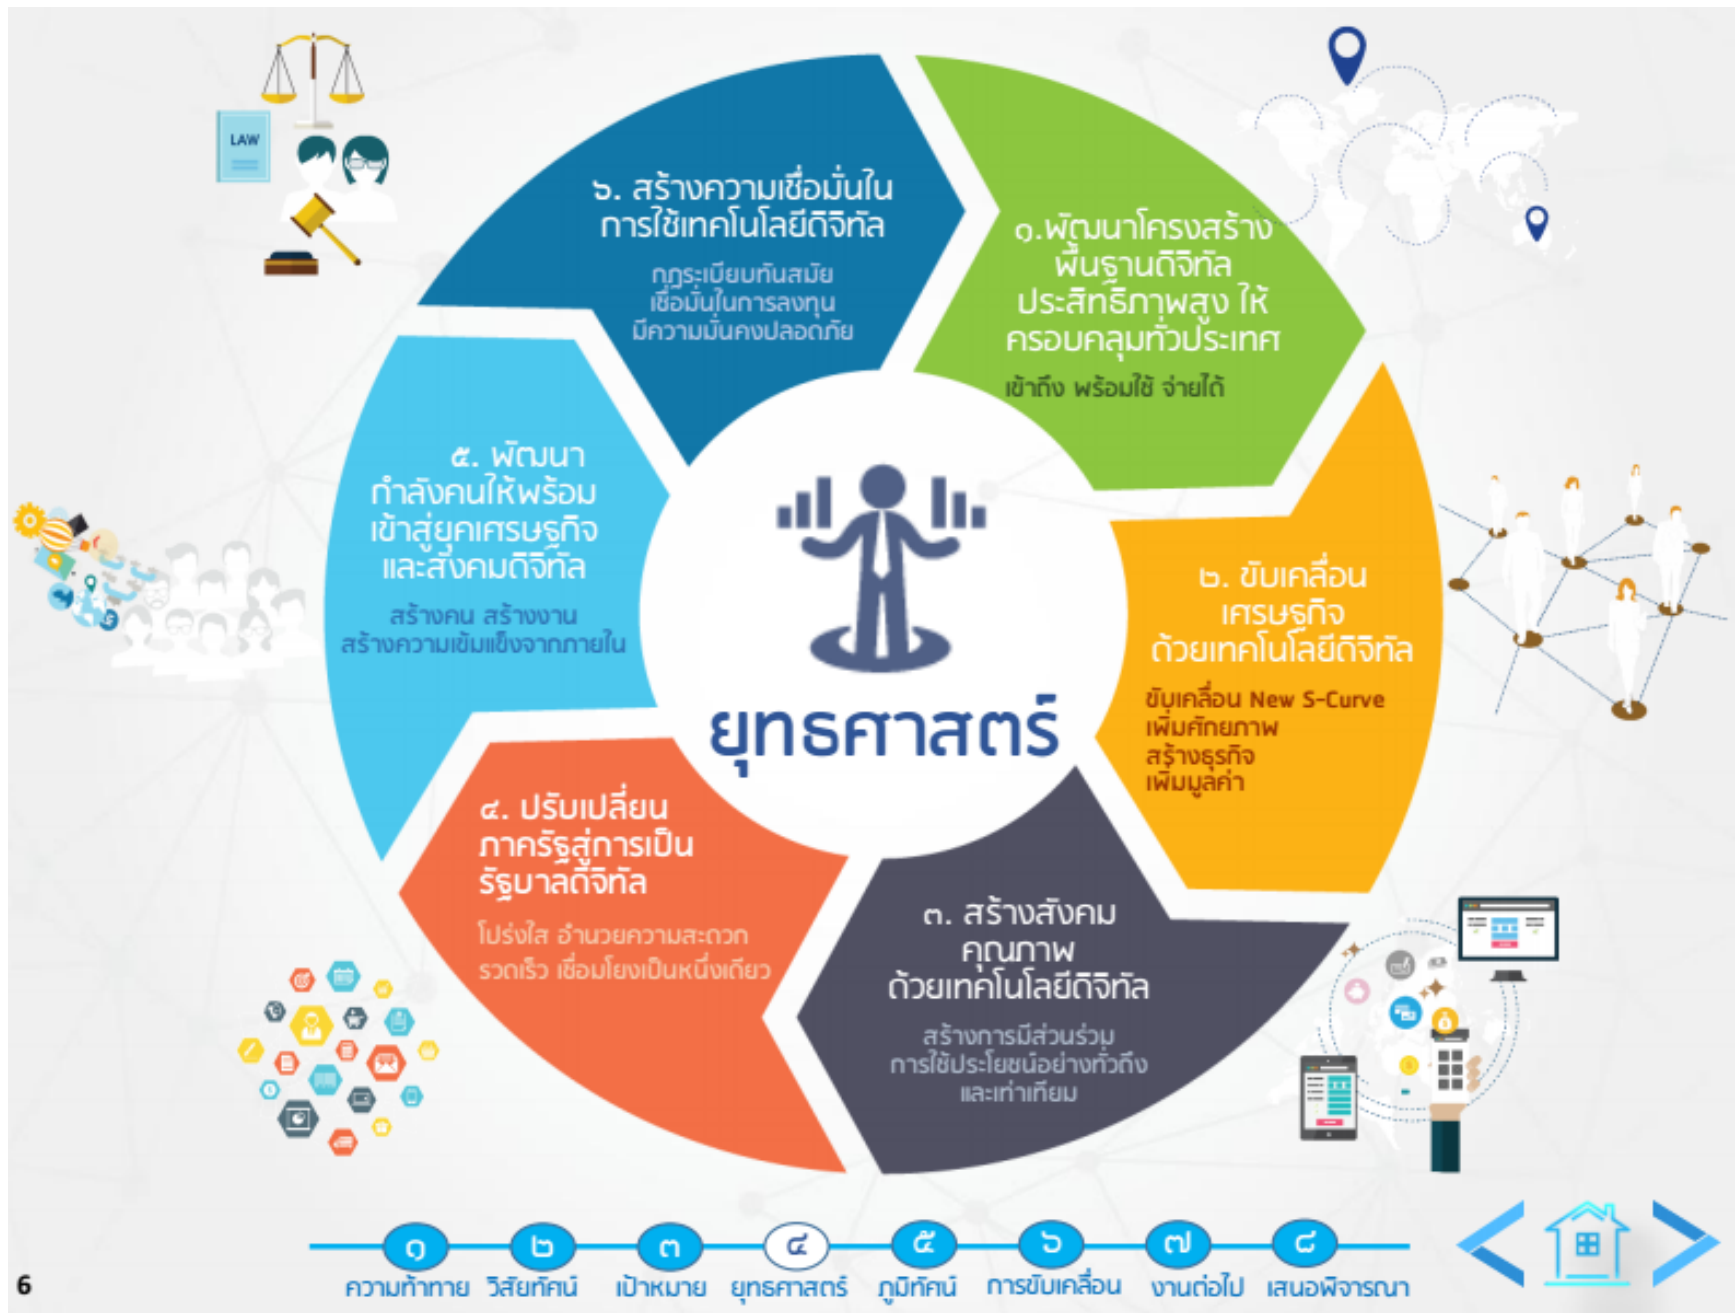 LAW
๖. สร้างความเชื่อมั่นใน
การใช้เทคโนโลยีดิจิทัล
กฎระเบียบทันสมัย
เชื่อมั่นในการลงทุน
มีความมั่นคงปลอดภัย
๑.พัฒนาโครงสร้าง
พื้นฐานดิจิทัล
ประสิทธิภาพสูง ให้
ครอบคลุมทั่วประเทศ
เข้าถึง พร้อมใช้ จ่ายได้
๕. พัฒนา
กำลังคนให้พร้อม
เข้าสู่ยุคเศรษฐกิจ
และสังคมดิจิทัล
สร้างคน สร้างงาน
สร้างความเข้มแข็งจากภายใน
๒. ขับเคลื่อน
เศรษฐกิจ
ด้วยเทคโนโลยีดิจิทัล
ขับเคลื่อน New S-Curve
เพิ่มศักยภาพ
สร้างธุรกิจ
เพิ่มมูลค่า
ยุทธศาสตร์
๔. ปรับเปลี่ยน
ภาครัฐสู่การเป็น
รัฐบาลดิจิทัล
โปร่งใส อำนวยความสะดวก
รวดเร็ว เชื่อมโยงเป็นหนึ่งเดียว
๓. สร้างสังคม
คุณภาพ
ด้วยเทคโนโลยีดิจิทัล
สร้างการมีส่วนร่วม
การใช้ประโยชน์อย่างทั่วถึง
และเท่าเทียม
๑ ๒ ๓ ๔ ๕ ๖ ๗ ๘
ความท้าทาย วิสัยทัศน์ เป้าหมาย ยุทธศาสตร์ ภูมิทัศน์ การขับเคลื่อน งานต่อไป เสนอพิจารณา
6